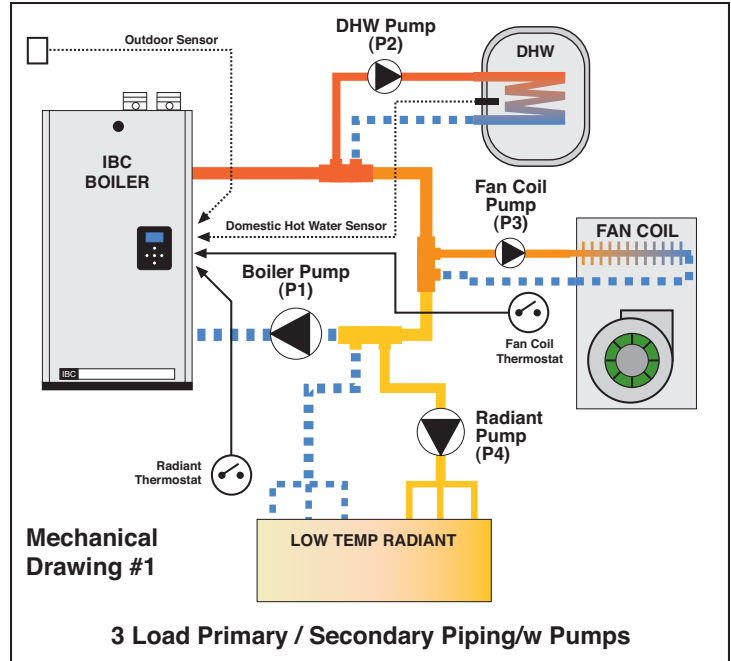 Outdoor Sensor
DHW Pump
(P2)
DHW
IBC
BOILER
Fan Coil
Pump
(P3)
FAN COIL
Domestic Hot Water Sensor
Boiler Pump
(P1)
Fan Coil
Thermostat
IBC
Radiant
Pump
(P4)
Radiant
Thermostat
Mechanical
Drawing #1
LOW TEMP RADIANT
3 Load Primary / Secondary Piping/w Pumps